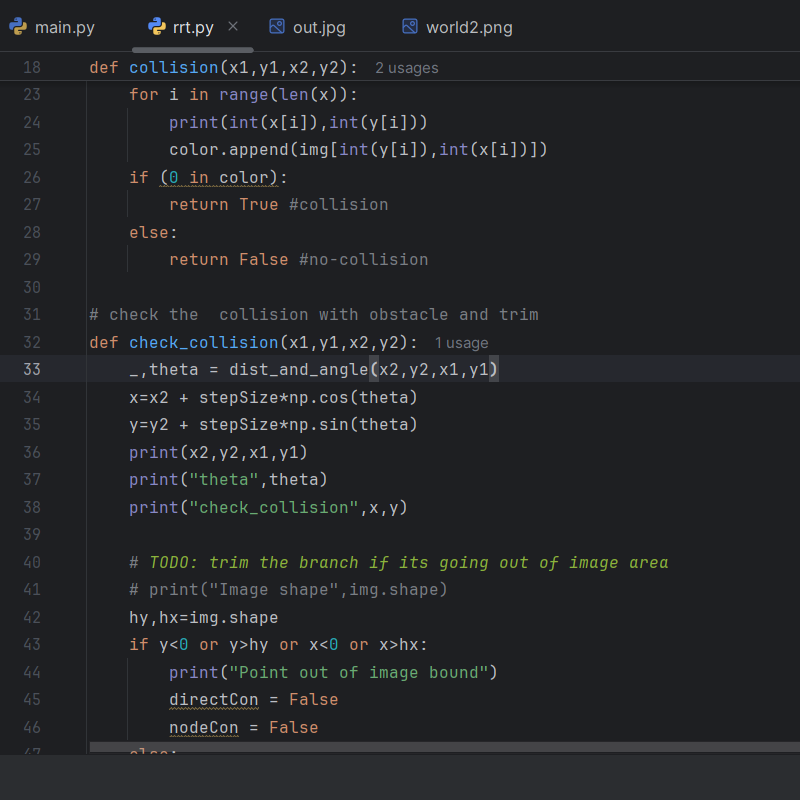 main.py rrt.py out.jpg world2.png
18 def collision(x1,y1,x2,y2): 2 usages
23 for i in range(len(x)):
24 print(int(x[i]),int(y[i]))
25 color.append(img[int(y[i]),int(x[i])])
26 if (0 in color):
27 return True #collision
28 else:
29 return False #no-collision
30
31 # check the  collision with obstacle and trim
32 def check_collision(x1,y1,x2,y2): 1 usage
33 _,theta = dist_and_angle(x2,y2,x1,y1)
34 x=x2 + stepSize*np.cos(theta)
35 y=y2 + stepSize*np.sin(theta)
36 print(x2,y2,x1,y1)
37 print("theta",theta)
38 print("check_collision",x,y)
39
40 # TODO: trim the branch if its going out of image area
41 # print("Image shape",img.shape)
42 hy,hx=img.shape
43 if y<0 or y>hy or x<0 or x>hx:
44 print("Point out of image bound")
45 directCon = False
46 nodeCon = False
47 else: